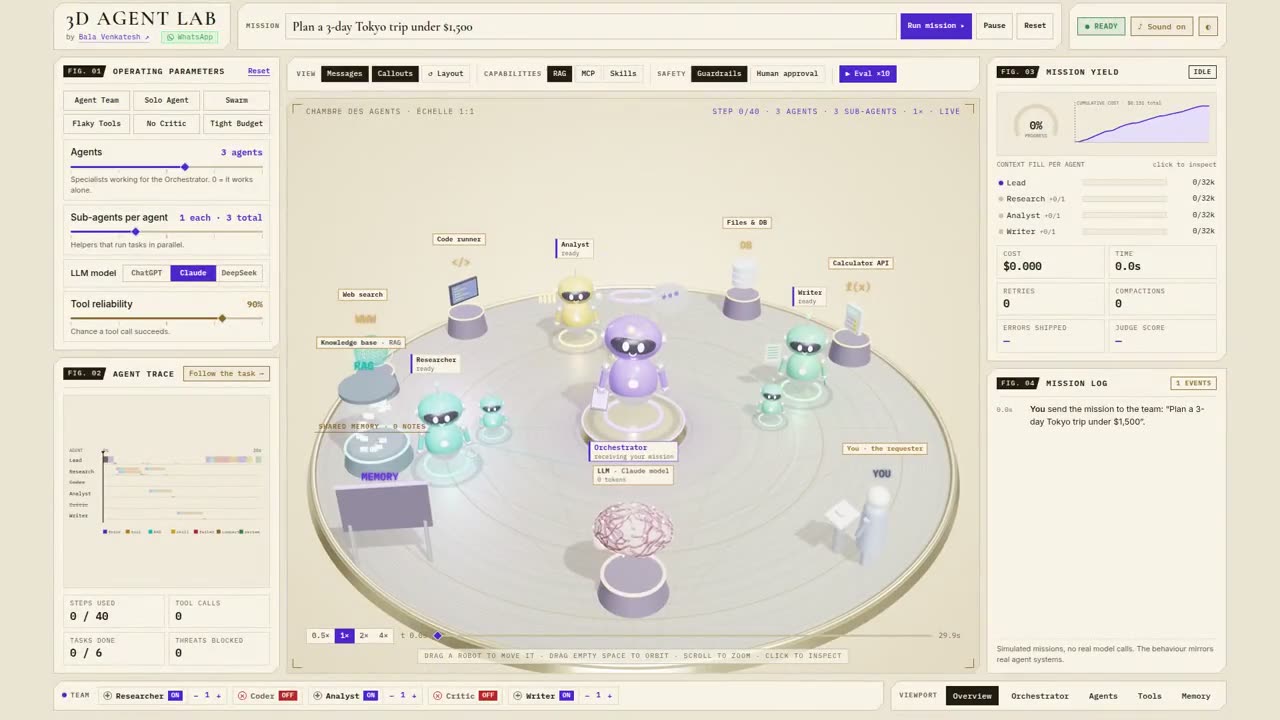 3D AGENT LAB
by Bala Venkatesh ↗ WhatsApp
MISSION Plan a 3-day Tokyo trip under $1,500 Run mission ▸ Pause Reset
● READY ♪ Sound on ◐
FIG. 01 OPERATING PARAMETERS Reset
Agent Team Solo Agent Swarm
Flaky Tools No Critic Tight Budget
Agents 3 agents
Specialists working for the Orchestrator. 0 = it works
alone.
Sub-agents per agent 1 each · 3 total
Helpers that run tasks in parallel.
LLM model ChatGPT Claude DeepSeek
Tool reliability 90%
Chance a tool call succeeds.
FIG. 02 AGENT TRACE Follow the task →
AGENT
Lead
Research
Coder
Analyst
Critic
Writer
STEPS USED TOOL CALLS
0 / 40 0
TASKS DONE THREATS BLOCKED
0 / 6 0
VIEW Messages Callouts ↺ Layout CAPABILITIES RAG MCP Skills SAFETY Guardrails Human approval ▶ Eval ×10
CHAMBRE DES AGENTS · ÉCHELLE 1:1 STEP 0/40 · 3 AGENTS · 3 SUB-AGENTS · 1× · LIVE
Files & DB
DB
Code runner
</>
Analyst
ready
Calculator API
f(x)
Web search
WWW
Writer
ready
Knowledge base · RAG
RAG
Researcher
ready
SHARED MEMORY · 0 NOTES
MEMORY
Orchestrator
receiving your mission
LLM · Claude model
0 tokens
You · the requester
YOU
0.5× 1× 2× 4× t 0.0s 29.9s
DRAG A ROBOT TO MOVE IT · DRAG EMPTY SPACE TO ORBIT · SCROLL TO ZOOM · CLICK TO INSPECT
FIG. 03 MISSION YIELD IDLE
0%
PROGRESS
CUMULATIVE COST
CONTEXT FILL PER AGENT click to inspect
Lead 0/32k
Research +0/1 0/32k
Analyst +0/1 0/32k
Writer +0/1 0/32k
COST TIME
$0.000 0.0s
RETRIES COMPACTIONS
0 0
ERRORS SHIPPED JUDGE SCORE
— —
FIG. 04 MISSION LOG 1 EVENTS
0.0s You send the mission to the team: "Plan a 3-
day Tokyo trip under $1,500".
Simulated missions, no real model calls. The behaviour mirrors
real agent systems.
● TEAM Researcher ON − 1 + Coder OFF Analyst ON − 1 + Critic OFF Writer ON − 1 +
VIEWPORT Overview Orchestrator Agents Tools Memory